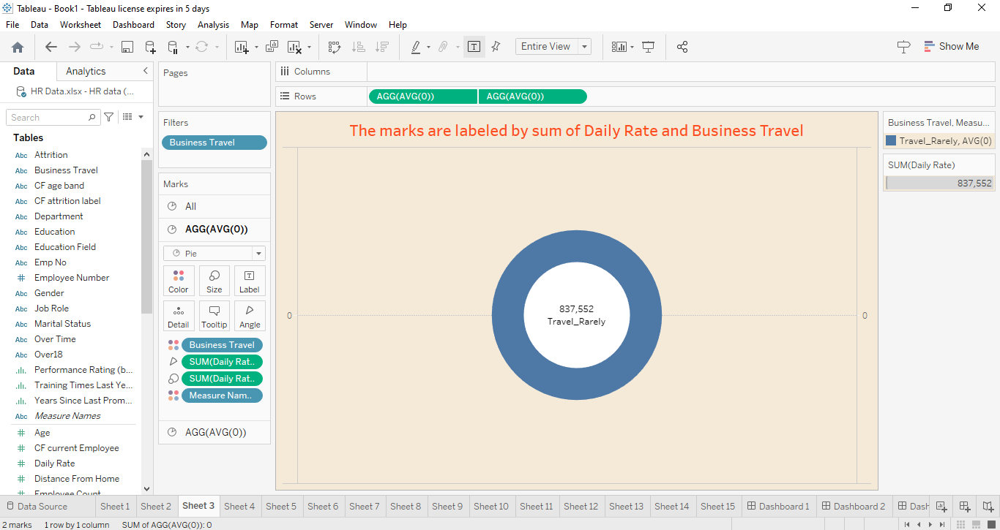 Tableau - Book1 - Tableau license expires in 5 days
File Data Worksheet Dashboard Story Analysis Map Format Server Window Help
Entire View
Show Me
Data Analytics
HR Data.xlsx - HR data (...
Search
Tables
Abc Attrition
Abc Business Travel
Abc CF age band
Abc CF attrition label
Abc Department
Abc Education
Abc Education Field
Abc Emp No
# Employee Number
Abc Gender
Abc Job Role
Abc Marital Status
Abc Over Time
Abc Over18
Performance Rating (b...
Training Times Last Ye...
Years Since Last Prom...
Abc Measure Names
# Age
# CF current Employee
# Daily Rate
# Distance From Home
# Employee Count
Pages
Filters
Business Travel
Marks
All
AGG(AVG(0))
Pie
Color Size Label
Detail Tooltip Angle
Business Travel
SUM(Daily Rat..
SUM(Daily Rat..
Measure Nam..
AGG(AVG(0))
Columns
Rows AGG(AVG(0)) AGG(AVG(0))
The marks are labeled by sum of Daily Rate and Business Travel
0
837,552
Travel_Rarely
0
Business Travel, Measu...
Travel_Rarely, AVG(0)
SUM(Daily Rate)
837,552
Data Source Sheet 1 Sheet 2 Sheet 3 Sheet 4 Sheet 5 Sheet 6 Sheet 7 Sheet 8 Sheet 9 Sheet 10 Sheet 11 Sheet 12 Sheet 13 Sheet 14 Sheet 15 Dashboard 1 Dashboard 2 Dash
2 marks 1 row by 1 column SUM of AGG(AVG(0)): 0